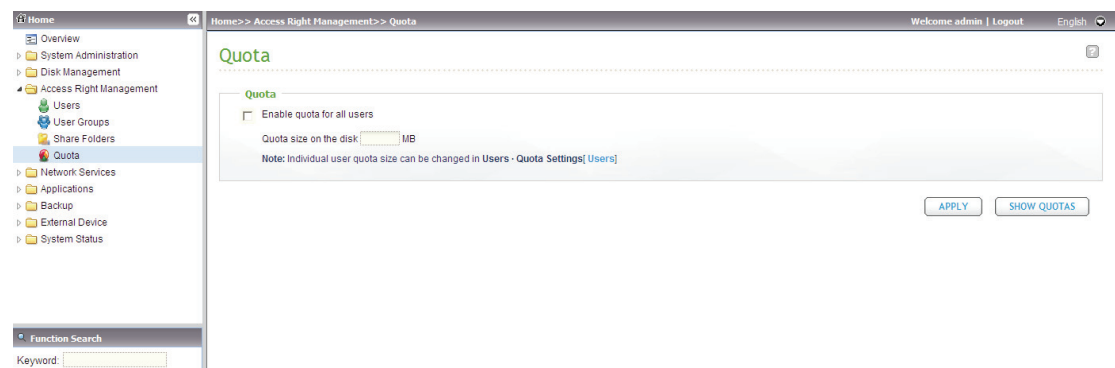 Home
Home>> Access Right Management>> Quota
Welcome admin | Logout
English
Overview
System Administration
Disk Management
Access Right Management
Users
User Groups
Share Folders
Quota
Network Services
Applications
Backup
External Device
System Status
Function Search
Keyword:
Quota
?
Quota
Enable quota for all users
Quota size on the disk MB
Note: Individual user quota size can be changed in Users - Quota Settings[ Users]
APPLY
SHOW QUOTAS